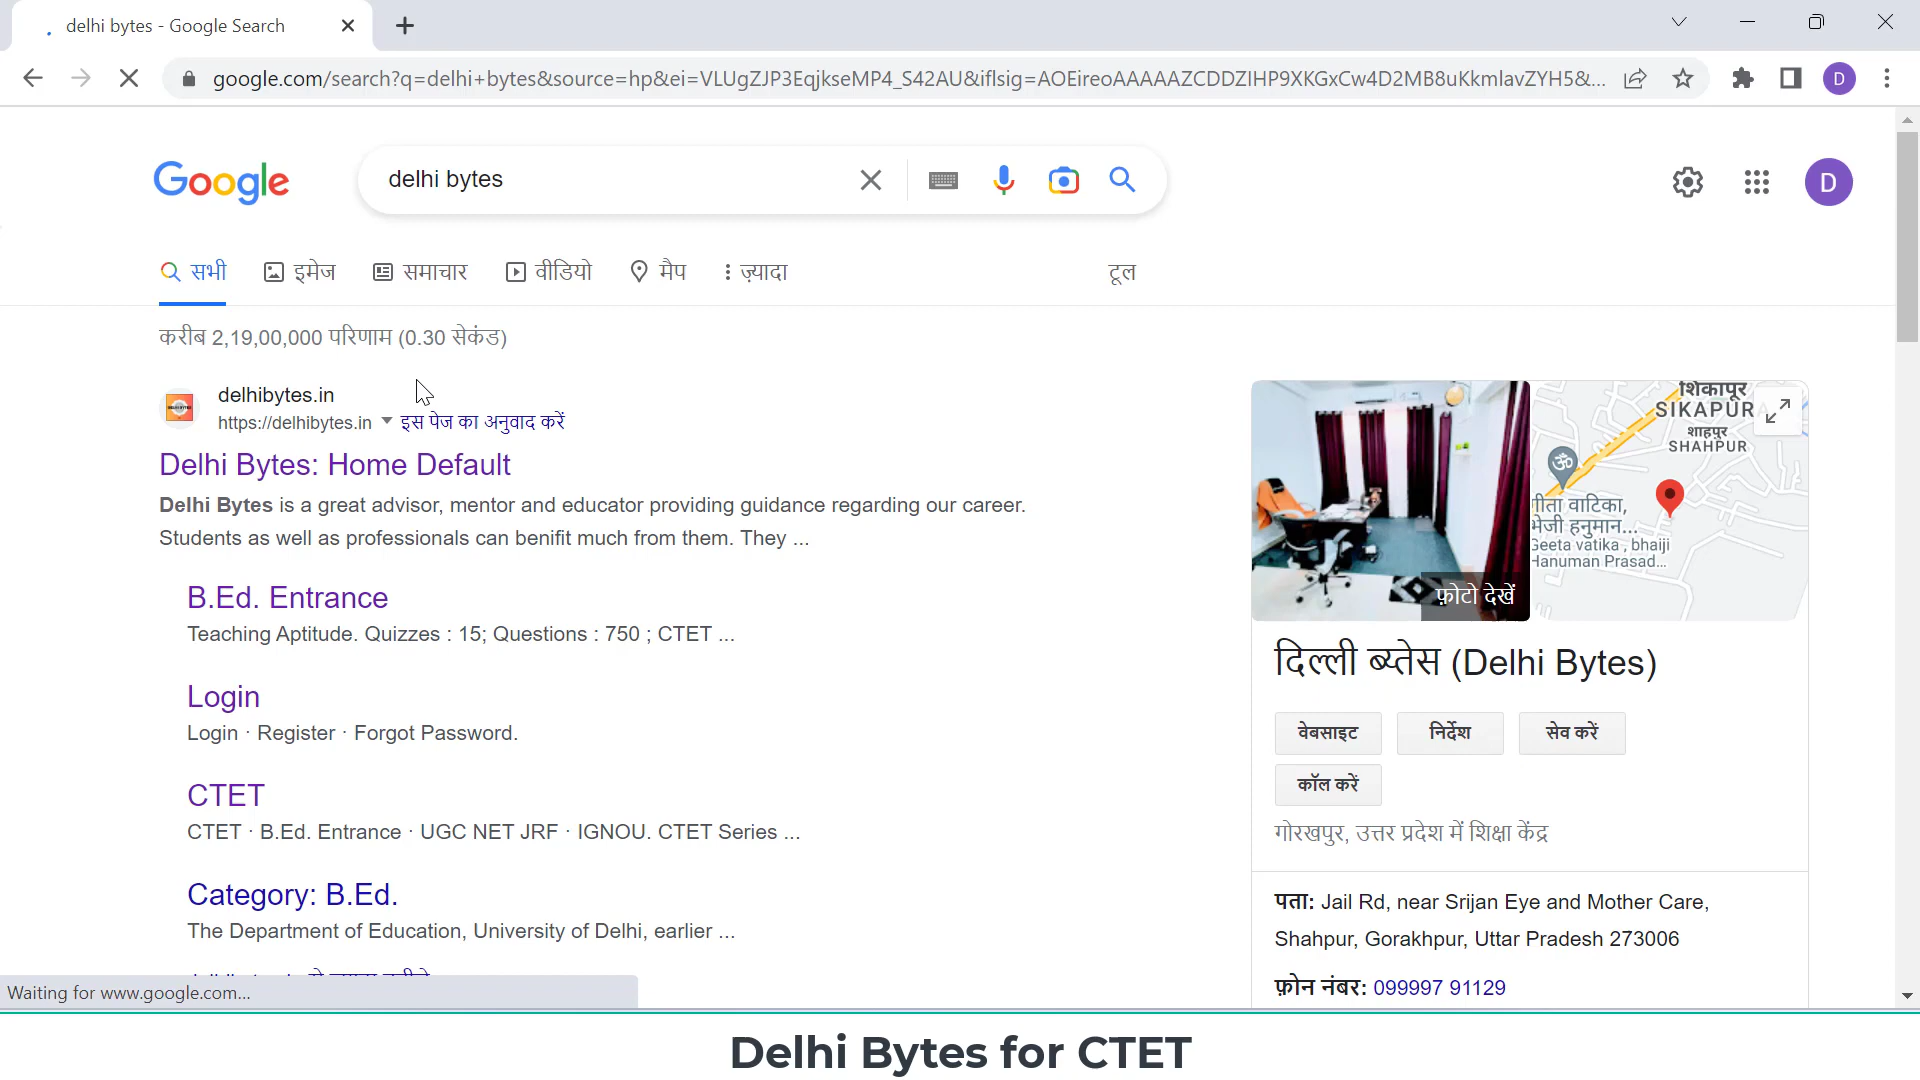 delhi bytes - Google Search
google.com/search?q=delhi+bytes&source=hp&ei=VLUgZJP3EqjkseMP4_S42AU&iflsig=AOEireoAAAAAZCDDZIHP9XKGxCw4D2MB8uKkmlavZYH5&...
D
Google
delhi bytes
D
सभी
इमेज
समाचार
वीडियो
मैप
ज़्यादा
टूल
करीब 2,19,00,000 परिणाम (0.30 सेकंड)
delhibytes.in
https://delhibytes.in
इस पेज का अनुवाद करें
Delhi Bytes: Home Default
Delhi Bytes is a great advisor, mentor and educator providing guidance regarding our career.
Students as well as professionals can benifit much from them. They ...
B.Ed. Entrance
Teaching Aptitude. Quizzes : 15; Questions : 750 ; CTET ...
Login
Login · Register · Forgot Password.
CTET
CTET · B.Ed. Entrance · UGC NET JRF · IGNOU. CTET Series ...
Category: B.Ed.
The Department of Education, University of Delhi, earlier ...
Waiting for www.google.com...
फ़ोटो देखें
शिकापूर
SIKAPUR
शाहपुर
SHAHPUR
गीता वाटिका,
हनुमान...
Geeta vatika , bhaiji
Hanuman Prasad...
दिल्ली ब्य्तेस (Delhi Bytes)
वेबसाइट
निर्देश
सेव करें
कॉल करें
गोरखपुर, उत्तर प्रदेश में शिक्षा केंद्र
पता: Jail Rd, near Srijan Eye and Mother Care,
Shahpur, Gorakhpur, Uttar Pradesh 273006
फ़ोन नंबर: 099997 91129
Delhi Bytes for CTET